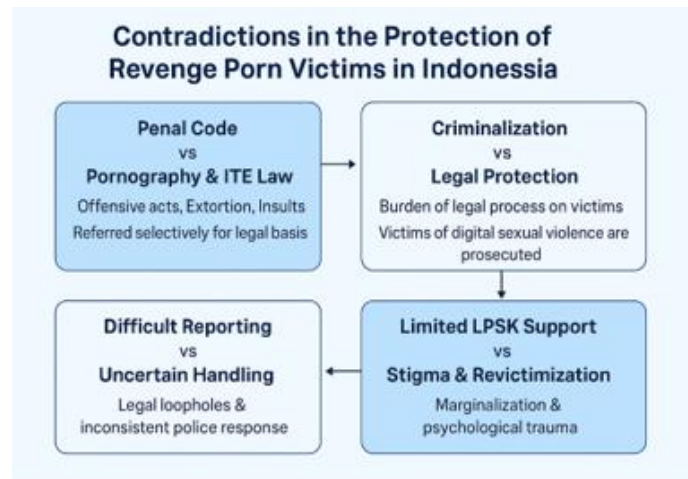 Contradictions in the Protection of
Revenge Porn Victims in Indonessia
Penal Code
vs
Pornography & ITE Law
Offensive acts, Extortion, Insults
Referred selectively for legal basis
Criminalization
vs
Legal Protection
Burden of legal process on victims
Victims of digital sexual violence are
prosecuted
Limited LPSK Support
vs
Stigma & Revictimization
Marginalization &
psychological trauma
Difficult Reporting
vs
Uncertain Handling
Legal loopholes &
inconsistent police response